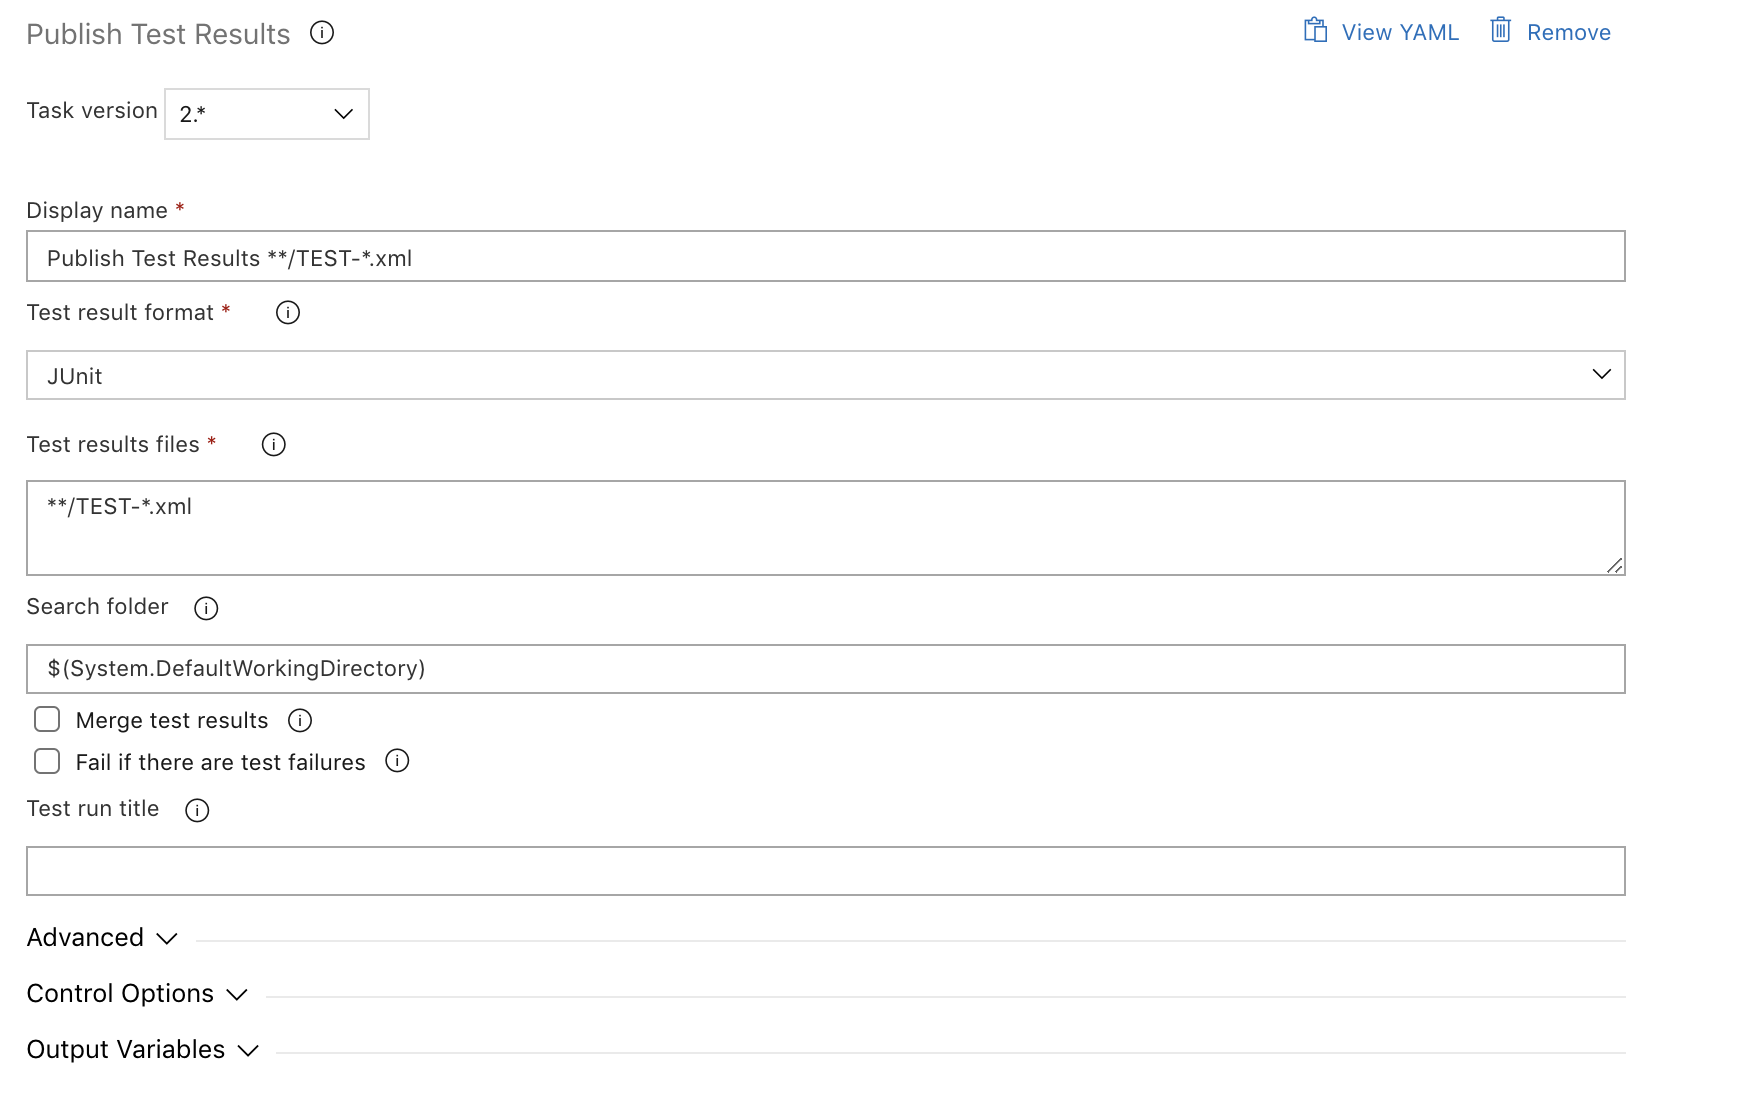 Publish Test Results
View YAML Remove
Task version 2.*
Display name *
Publish Test Results **/TEST-*.xml
Test result format *
JUnit
Test results files *
**/TEST-*.xml
Search folder
$(System.DefaultWorkingDirectory)
Merge test results
Fail if there are test failures
Test run title
Advanced
Control Options
Output Variables